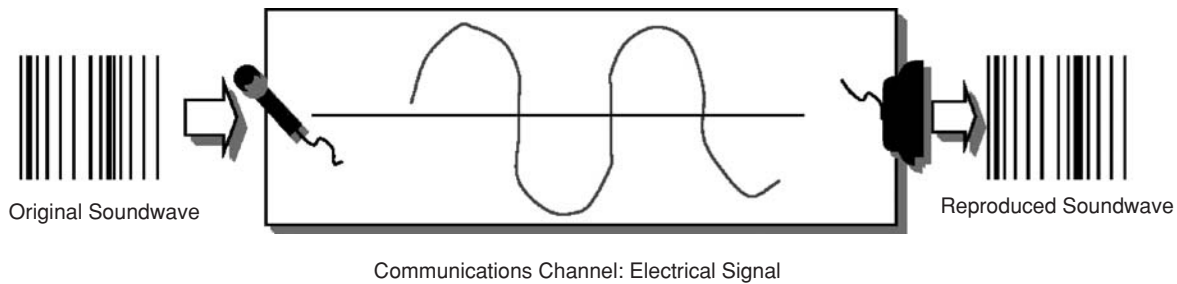 Original Soundwave
Reproduced Soundwave
Communications Channel: Electrical Signal